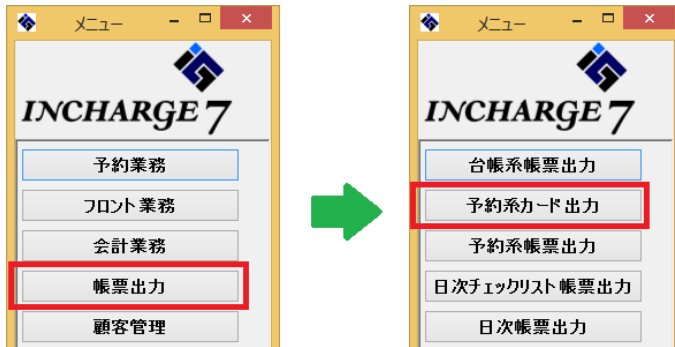 メニュー
INCHARGE 7
予約業務
フロント業務
会計業務
帳票出力
顧客管理
メニュー
INCHARGE 7
台帳系帳票出力
予約系カード出力
予約系帳票出力
日次チェックリスト帳票出力
日次帳票出力